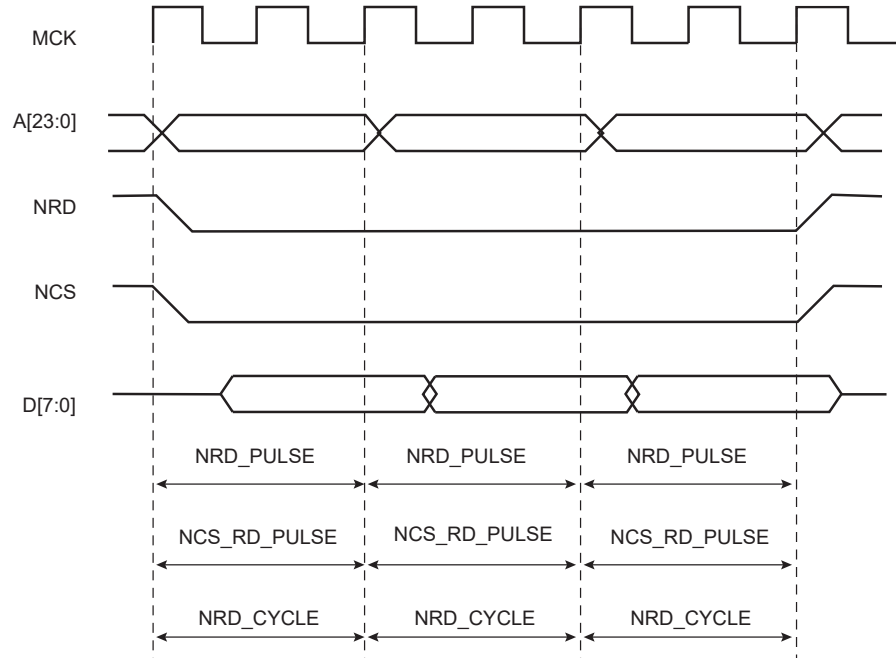 MCK
A[23:0]
NRD
NCS
D[7:0]
NRD_PULSE NRD_PULSE NRD_PULSE
NCS_RD_PULSE NCS_RD_PULSE NCS_RD_PULSE
NRD_CYCLE NRD_CYCLE NRD_CYCLE